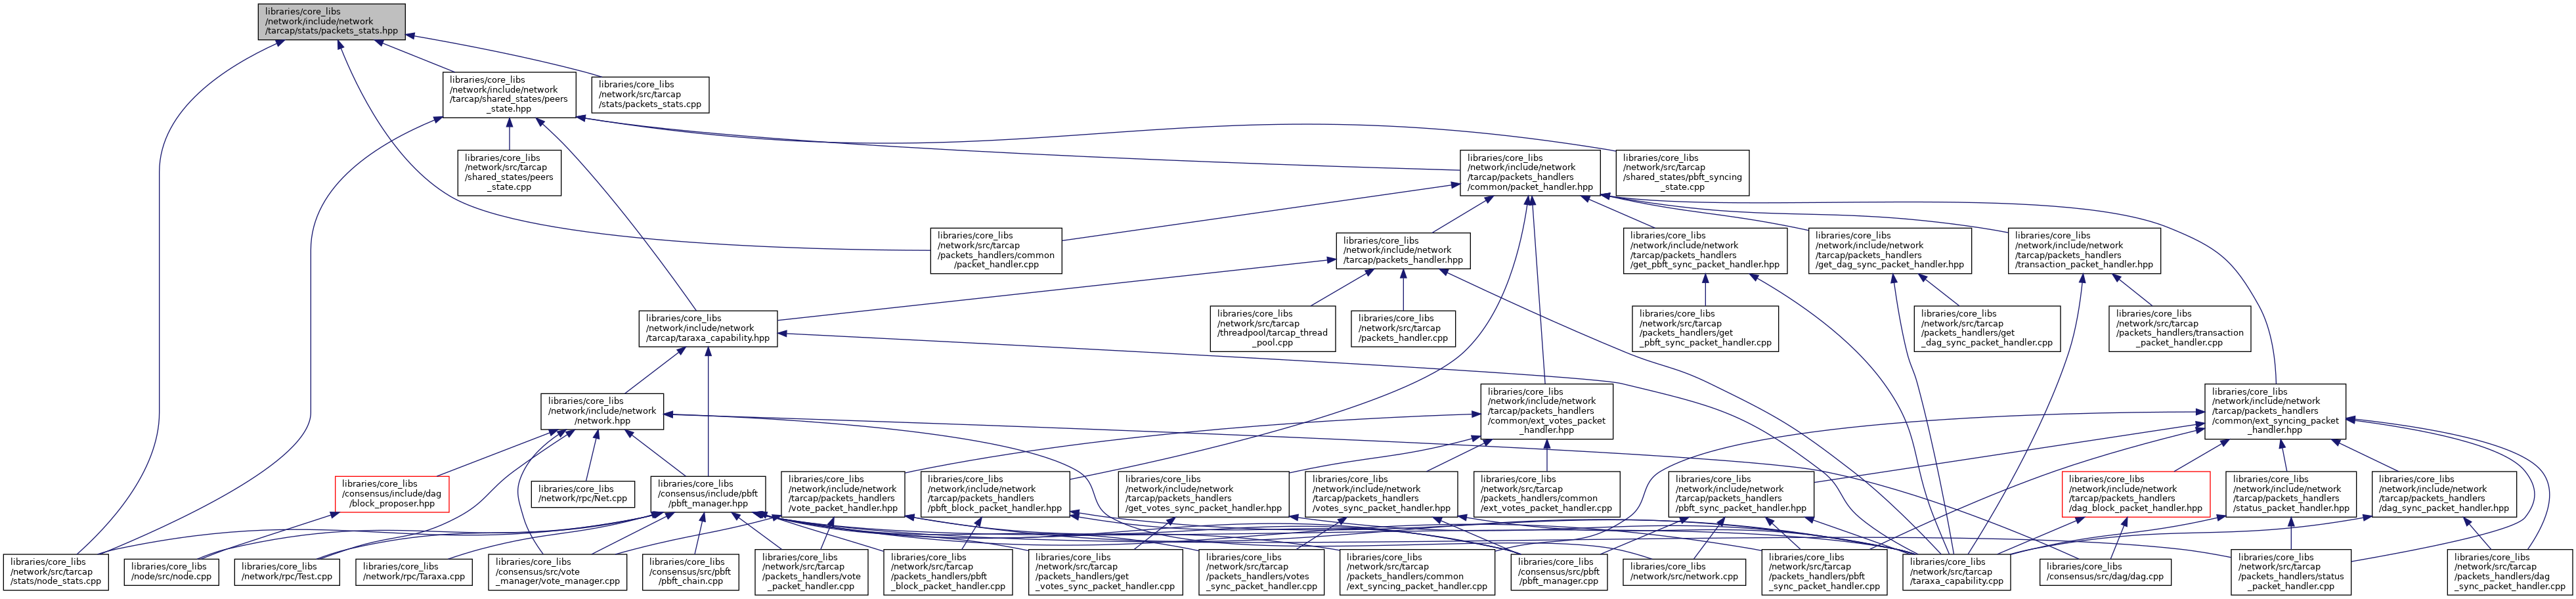 libraries/core_libs
/network/include/network
/tarcap/stats/packets_stats.hpp
libraries/core_libs
/network/include/network
/tarcap/shared_states/peers
_state.hpp
libraries/core_libs
/network/src/tarcap
/stats/packets_stats.cpp
libraries/core_libs
/network/src/tarcap
/shared_states/peers
_state.cpp
libraries/core_libs
/network/include/network
/tarcap/packets_handlers
/common/packet_handler.hpp
libraries/core_libs
/network/src/tarcap
/shared_states/pbft_syncing
_state.cpp
libraries/core_libs
/network/src/tarcap
/packets_handlers/common
/packet_handler.cpp
libraries/core_libs
/network/include/network
/tarcap/packets_handler.hpp
libraries/core_libs
/network/include/network
/tarcap/packets_handlers
/get_pbft_sync_packet_handler.hpp
libraries/core_libs
/network/include/network
/tarcap/packets_handlers
/get_dag_sync_packet_handler.hpp
libraries/core_libs
/network/include/network
/tarcap/packets_handlers
/transaction_packet_handler.hpp
libraries/core_libs
/network/include/network
/tarcap/taraxa_capability.hpp
libraries/core_libs
/network/src/tarcap
/threadpool/tarcap_thread
_pool.cpp
libraries/core_libs
/network/src/tarcap
/packets_handler.cpp
libraries/core_libs
/network/src/tarcap
/packets_handlers/get
_pbft_sync_packet_handler.cpp
libraries/core_libs
/network/src/tarcap
/packets_handlers/get
_dag_sync_packet_handler.cpp
libraries/core_libs
/network/src/tarcap
/packets_handlers/transaction
_packet_handler.cpp
libraries/core_libs
/network/include/network
/network.hpp
libraries/core_libs
/network/include/network
/tarcap/packets_handlers
/common/ext_votes_packet
_handler.hpp
libraries/core_libs
/network/include/network
/tarcap/packets_handlers
/common/ext_syncing_packet
_handler.hpp
libraries/core_libs
/consensus/include/dag
/block_proposer.hpp
libraries/core_libs
/network/rpc/Net.cpp
libraries/core_libs
/consensus/include/pbft
/pbft_manager.hpp
libraries/core_libs
/network/include/network
/tarcap/packets_handlers
/vote_packet_handler.hpp
libraries/core_libs
/network/include/network
/tarcap/packets_handlers
/pbft_block_packet_handler.hpp
libraries/core_libs
/network/include/network
/tarcap/packets_handlers
/get_votes_sync_packet_handler.hpp
libraries/core_libs
/network/include/network
/tarcap/packets_handlers
/votes_sync_packet_handler.hpp
libraries/core_libs
/network/src/tarcap
/packets_handlers/common
/ext_votes_packet_handler.cpp
libraries/core_libs
/network/include/network
/tarcap/packets_handlers
/pbft_sync_packet_handler.hpp
libraries/core_libs
/network/include/network
/tarcap/packets_handlers
/dag_block_packet_handler.hpp
libraries/core_libs
/network/include/network
/tarcap/packets_handlers
/status_packet_handler.hpp
libraries/core_libs
/network/include/network
/tarcap/packets_handlers
/dag_sync_packet_handler.hpp
libraries/core_libs
/network/src/tarcap
/stats/node_stats.cpp
libraries/core_libs
/node/src/node.cpp
libraries/core_libs
/network/rpc/Test.cpp
libraries/core_libs
/network/rpc/Taraxa.cpp
libraries/core_libs
/consensus/src/vote
_manager/vote_manager.cpp
libraries/core_libs
/consensus/src/pbft
/pbft_chain.cpp
libraries/core_libs
/network/src/tarcap
/packets_handlers/vote
_packet_handler.cpp
libraries/core_libs
/network/src/tarcap
/packets_handlers/pbft
_block_packet_handler.cpp
libraries/core_libs
/network/src/tarcap
/packets_handlers/get
_votes_sync_packet_handler.cpp
libraries/core_libs
/network/src/tarcap
/packets_handlers/votes
_sync_packet_handler.cpp
libraries/core_libs
/network/src/tarcap
/packets_handlers/common
/ext_syncing_packet_handler.cpp
libraries/core_libs
/consensus/src/pbft
/pbft_manager.cpp
libraries/core_libs
/network/src/network.cpp
libraries/core_libs
/network/src/tarcap
/packets_handlers/pbft
_sync_packet_handler.cpp
libraries/core_libs
/network/src/tarcap
/taraxa_capability.cpp
libraries/core_libs
/consensus/src/dag/dag.cpp
libraries/core_libs
/network/src/tarcap
/packets_handlers/status
_packet_handler.cpp
libraries/core_libs
/network/src/tarcap
/packets_handlers/dag
_sync_packet_handler.cpp